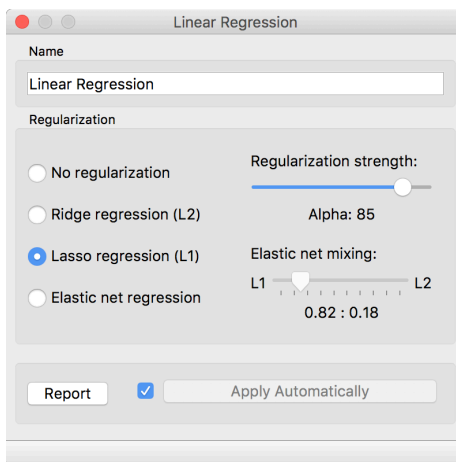 Linear Regression
Name
Linear Regression
Regularization
No regularization
Ridge regression (L2)
Lasso regression (L1)
Elastic net regression
Regularization strength:
Alpha: 85
Elastic net mixing:
L1 L2
0.82 : 0.18
Report Apply Automatically